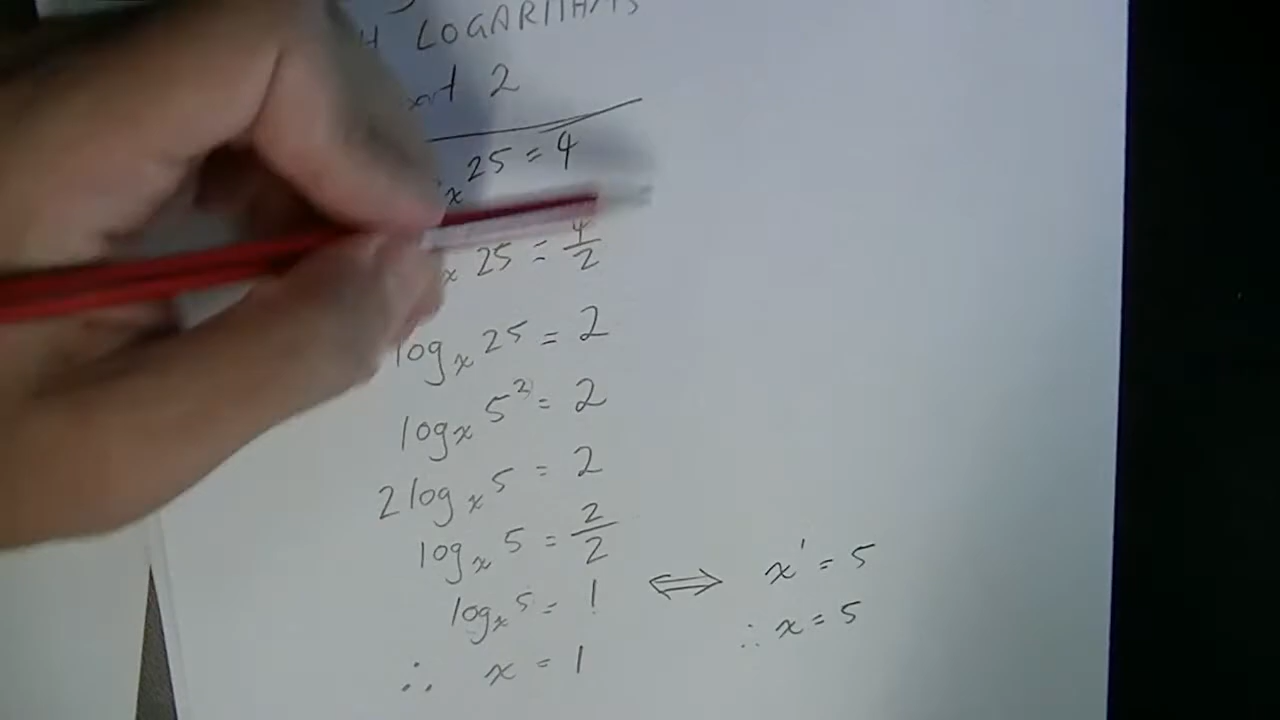 LOGARITHMS
2
x 25 = 4
x 25 = 4/2
log x 25 = 2
log x 5² = 2
2 log x 5 = 2
log x 5 = 2/2
log x 5 = 1 ⟺ x¹ = 5
∴ x = 1 ∴ x = 5